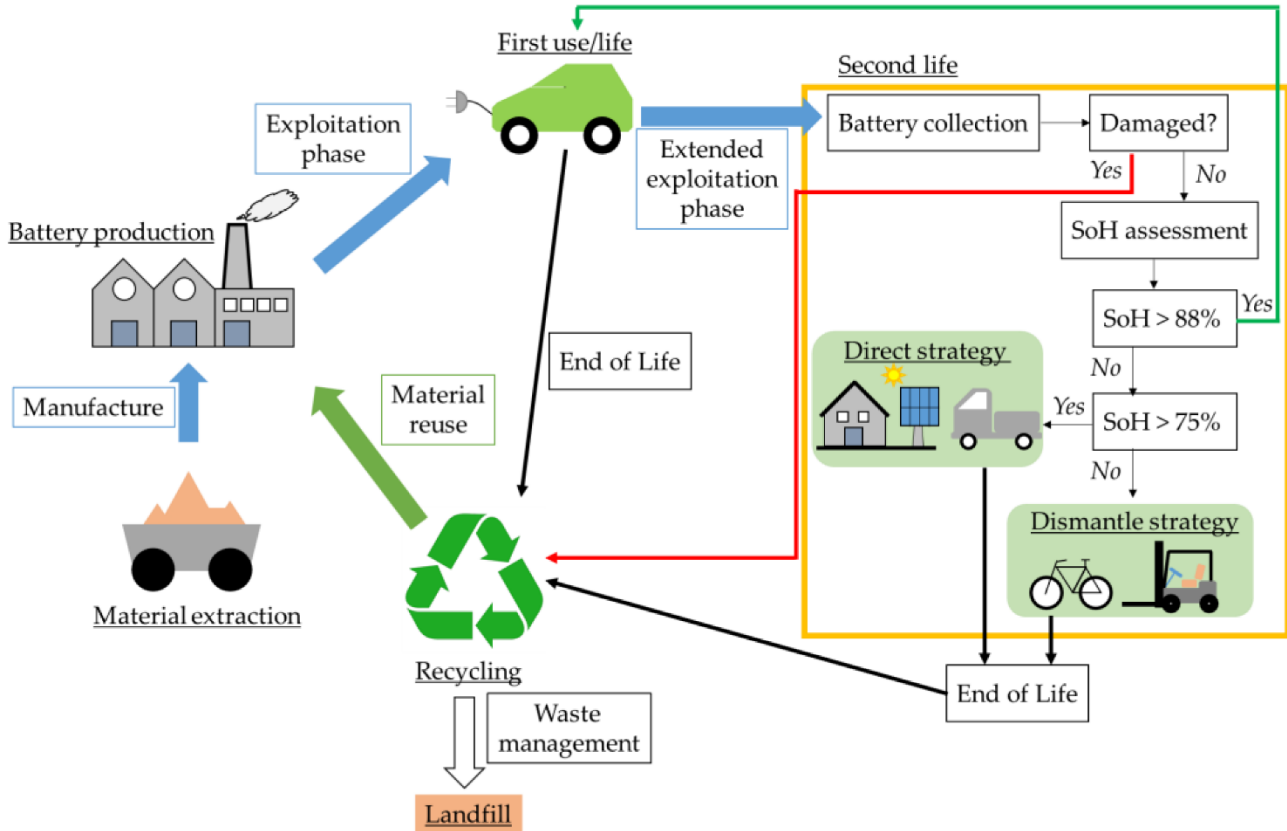 First use/life
Second life
Exploitation
phase
Battery collection
Damaged?
Extended
exploitation
phase
Yes
No
Battery production
SoH assessment
SoH > 88%
Yes
No
Direct strategy
End of Life
Manufacture
Material
reuse
Yes
SoH > 75%
No
Dismantle strategy
Material extraction
Recycling
End of Life
Waste
management
Landfill